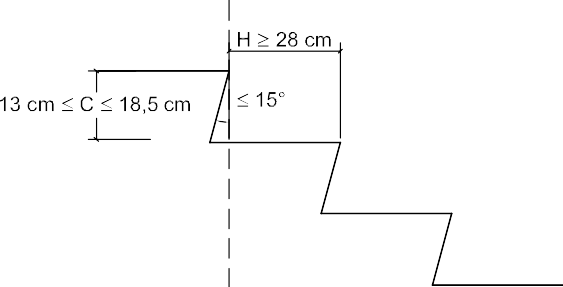 H ≥ 28 cm
13 cm ≤ C ≤ 18,5 cm
≤ 15°